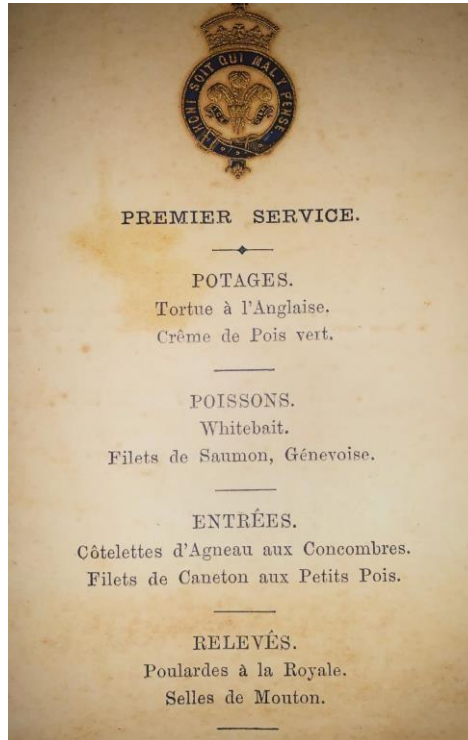 HONI SOIT QUI MAL Y PENSE
PREMIER SERVICE.
POTAGES.
Tortue à l'Anglaise.
Crême de Pois vert.
POISSONS.
Whitebait.
Filets de Saumon, Génevoise.
ENTRÉES.
Côtelettes d'Agneau aux Concombres.
Filets de Caneton aux Petits Pois.
RELEVÉS.
Poulardes à la Royale.
Selles de Mouton.